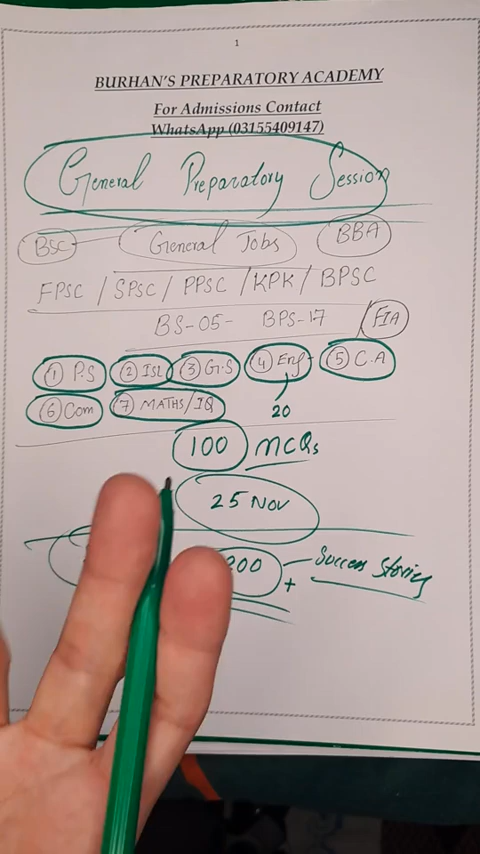 1
BURHAN'S PREPARATORY ACADEMY
For Admissions Contact
WhatsApp (03155409147)
General Preparatory Session
BSC General Jobs BBA
FPSC / SPSC / PPSC / KPK / BPSC
BS-05- BPS-17 FIA
① P.S ② ISL ③ G.S ④ Eng ⑤ C.A
⑥ Com ⑦ MATHS/IQ 20
100 MCQs
25 Nov
200 + Success Stories